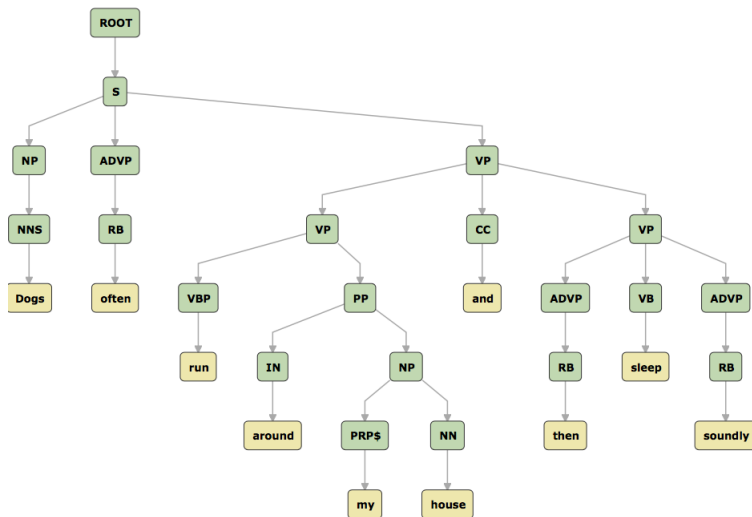 ROOT
S
NP ADVP VP
NNS RB VP CC VP
Dogs often VBP PP and ADVP VB ADVP
run IN NP RB sleep RB
around PRP$ NN then soundly
my house